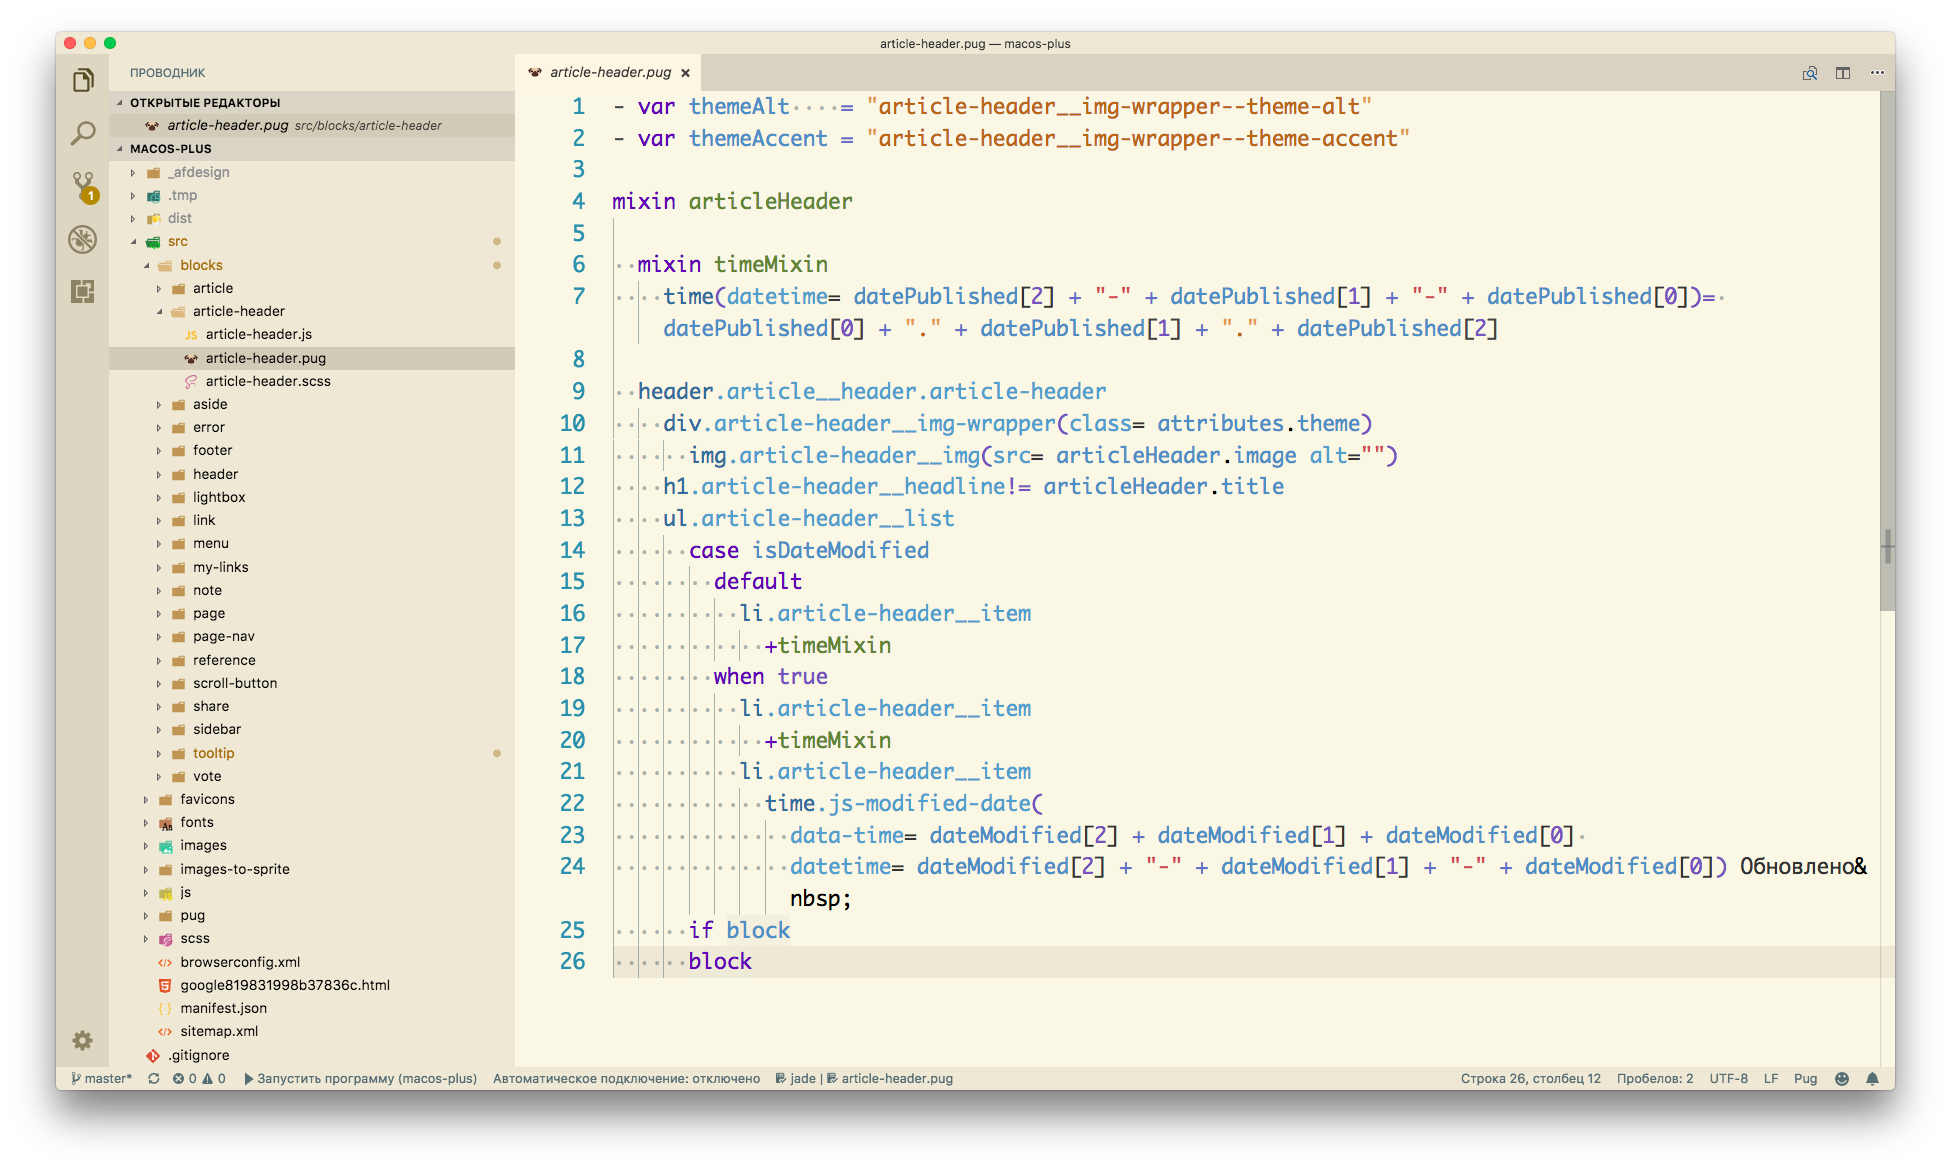 article-header.pug — macos-plus
ПРОВОДНИК
ОТКРЫТЫЕ РЕДАКТОРЫ
article-header.pug src/blocks/article-header
MACOS-PLUS
_afdesign
.tmp
dist
src
blocks
article
article-header
article-header.js
article-header.pug
article-header.scss
aside
error
footer
header
lightbox
link
menu
my-links
note
page
page-nav
reference
scroll-button
share
sidebar
tooltip
vote
favicons
fonts
images
images-to-sprite
js
pug
scss
browserconfig.xml
google819831998b37836c.html
manifest.json
sitemap.xml
.gitignore
1
article-header.pug ×
1 - var themeAlt    = "article-header__img-wrapper--theme-alt"
2 - var themeAccent = "article-header__img-wrapper--theme-accent"
3
4 mixin articleHeader
5
6   mixin timeMixin
7     time(datetime= datePublished[2] + "-" + datePublished[1] + "-" + datePublished[0])=
datePublished[0] + "." + datePublished[1] + "." + datePublished[2]
8
9   header.article__header.article-header
10     div.article-header__img-wrapper(class= attributes.theme)
11       img.article-header__img(src= articleHeader.image alt="")
12     h1.article-header__headline!= articleHeader.title
13     ul.article-header__list
14       case isDateModified
15         default
16           li.article-header__item
17             +timeMixin
18         when true
19           li.article-header__item
20             +timeMixin
21           li.article-header__item
22             time.js-modified-date(
23               data-time= dateModified[2] + dateModified[1] + dateModified[0]
24               datetime= dateModified[2] + "-" + dateModified[1] + "-" + dateModified[0]) Обновлено&
nbsp;
25       if block
26       block
master* 0 0 Запустить программу (macos-plus) Автоматическое подключение: отключено jade | article-header.pug Строка 26, столбец 12 Пробелов: 2 UTF-8 LF Pug